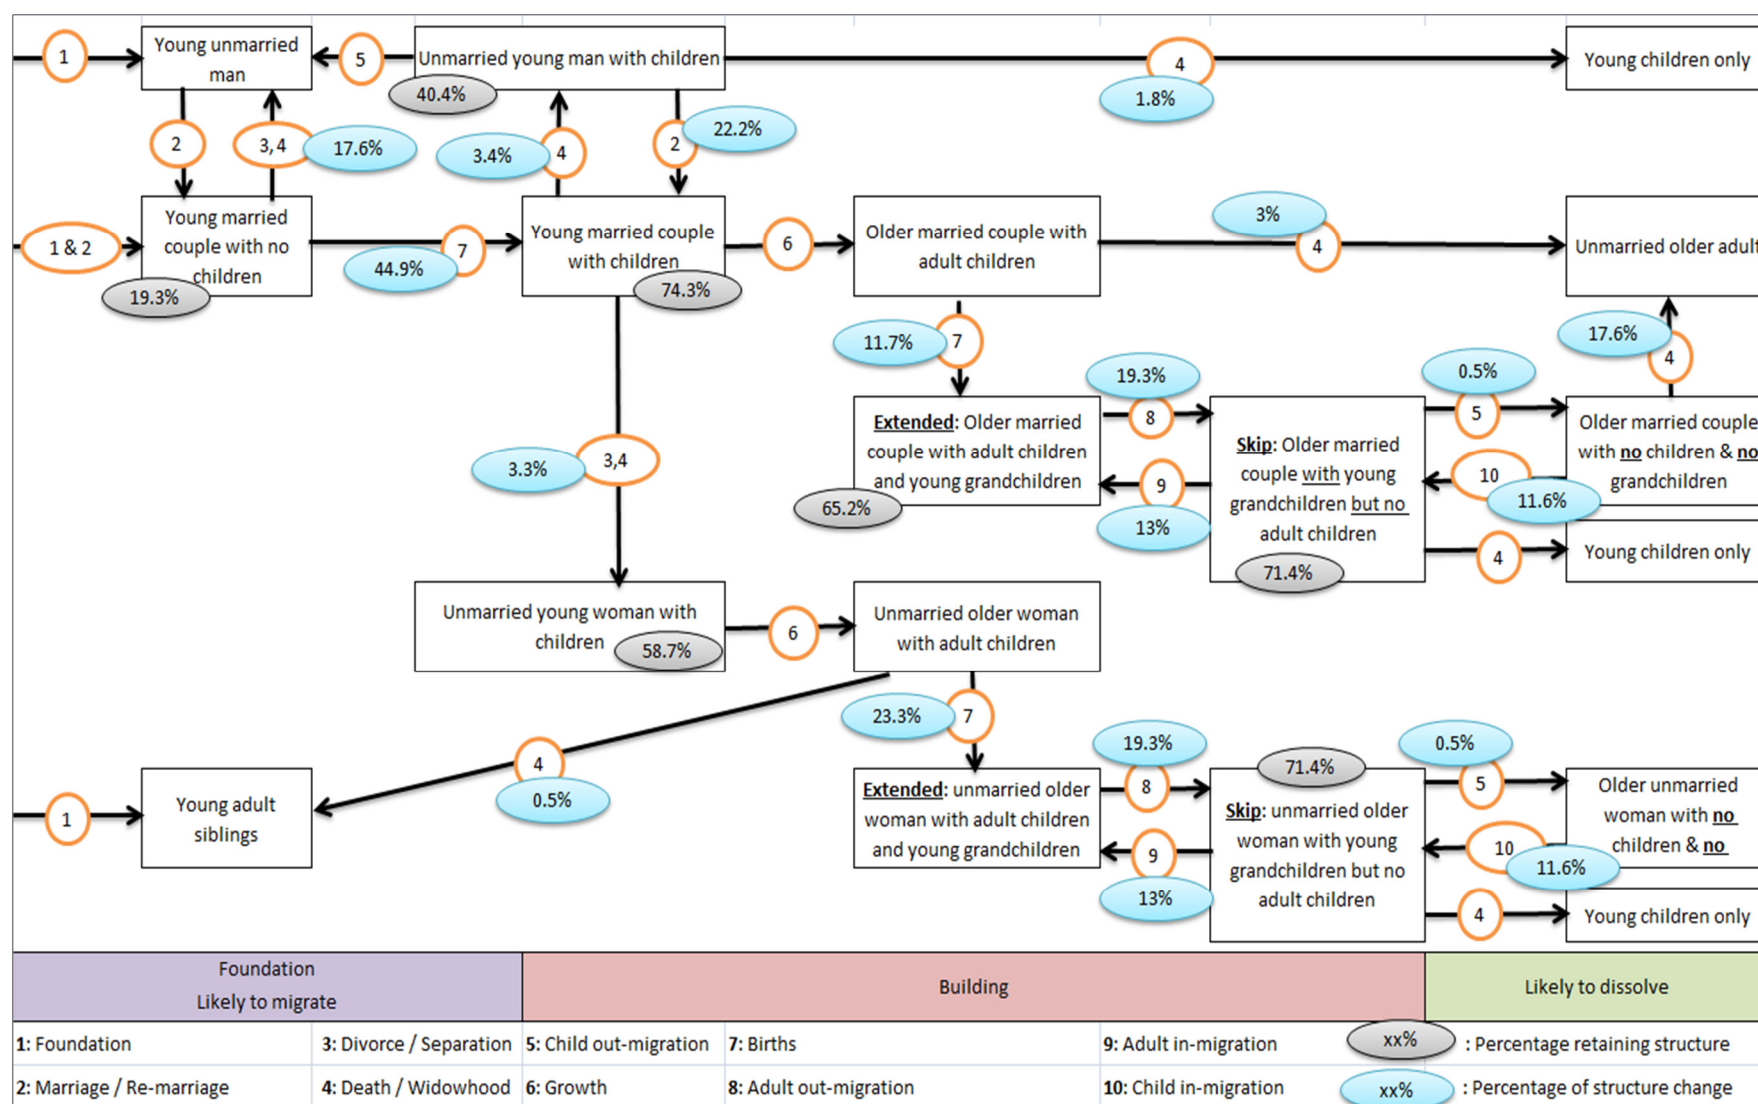 1
Young unmarried
man
5
Unmarried young man with children
40.4%
4
1.8%
Young children only
2
3,4
17.6%
3.4%
4
2
22.2%
1 & 2
Young married
couple with no
children
19.3%
44.9%
7
Young married couple
with children
74.3%
6
Older married couple with
adult children
3%
4
Unmarried older adult
11.7%
7
17.6%
4
Extended: Older married
couple with adult children
and young grandchildren
65.2%
19.3%
8
9
13%
Skip: Older married
couple with young
grandchildren but no
adult children
71.4%
0.5%
5
10
11.6%
4
Older married couple
with no children & no
grandchildren
Young children only
3.3%
3,4
Unmarried young woman with
children
58.7%
6
Unmarried older woman
with adult children
4
0.5%
23.3%
7
1
Young adult
siblings
Extended: unmarried older
woman with adult children
and young grandchildren
19.3%
8
9
13%
71.4%
Skip: unmarried older
woman with young
grandchildren but no
adult children
0.5%
5
10
11.6%
4
Older unmarried
woman with no
children & no
Young children only
Foundation
Likely to migrate
Building
Likely to dissolve
1: Foundation
3: Divorce / Separation
5: Child out-migration
7: Births
9: Adult in-migration
xx%
: Percentage retaining structure
2: Marriage / Re-marriage
4: Death / Widowhood
6: Growth
8: Adult out-migration
10: Child in-migration
xx%
: Percentage of structure change